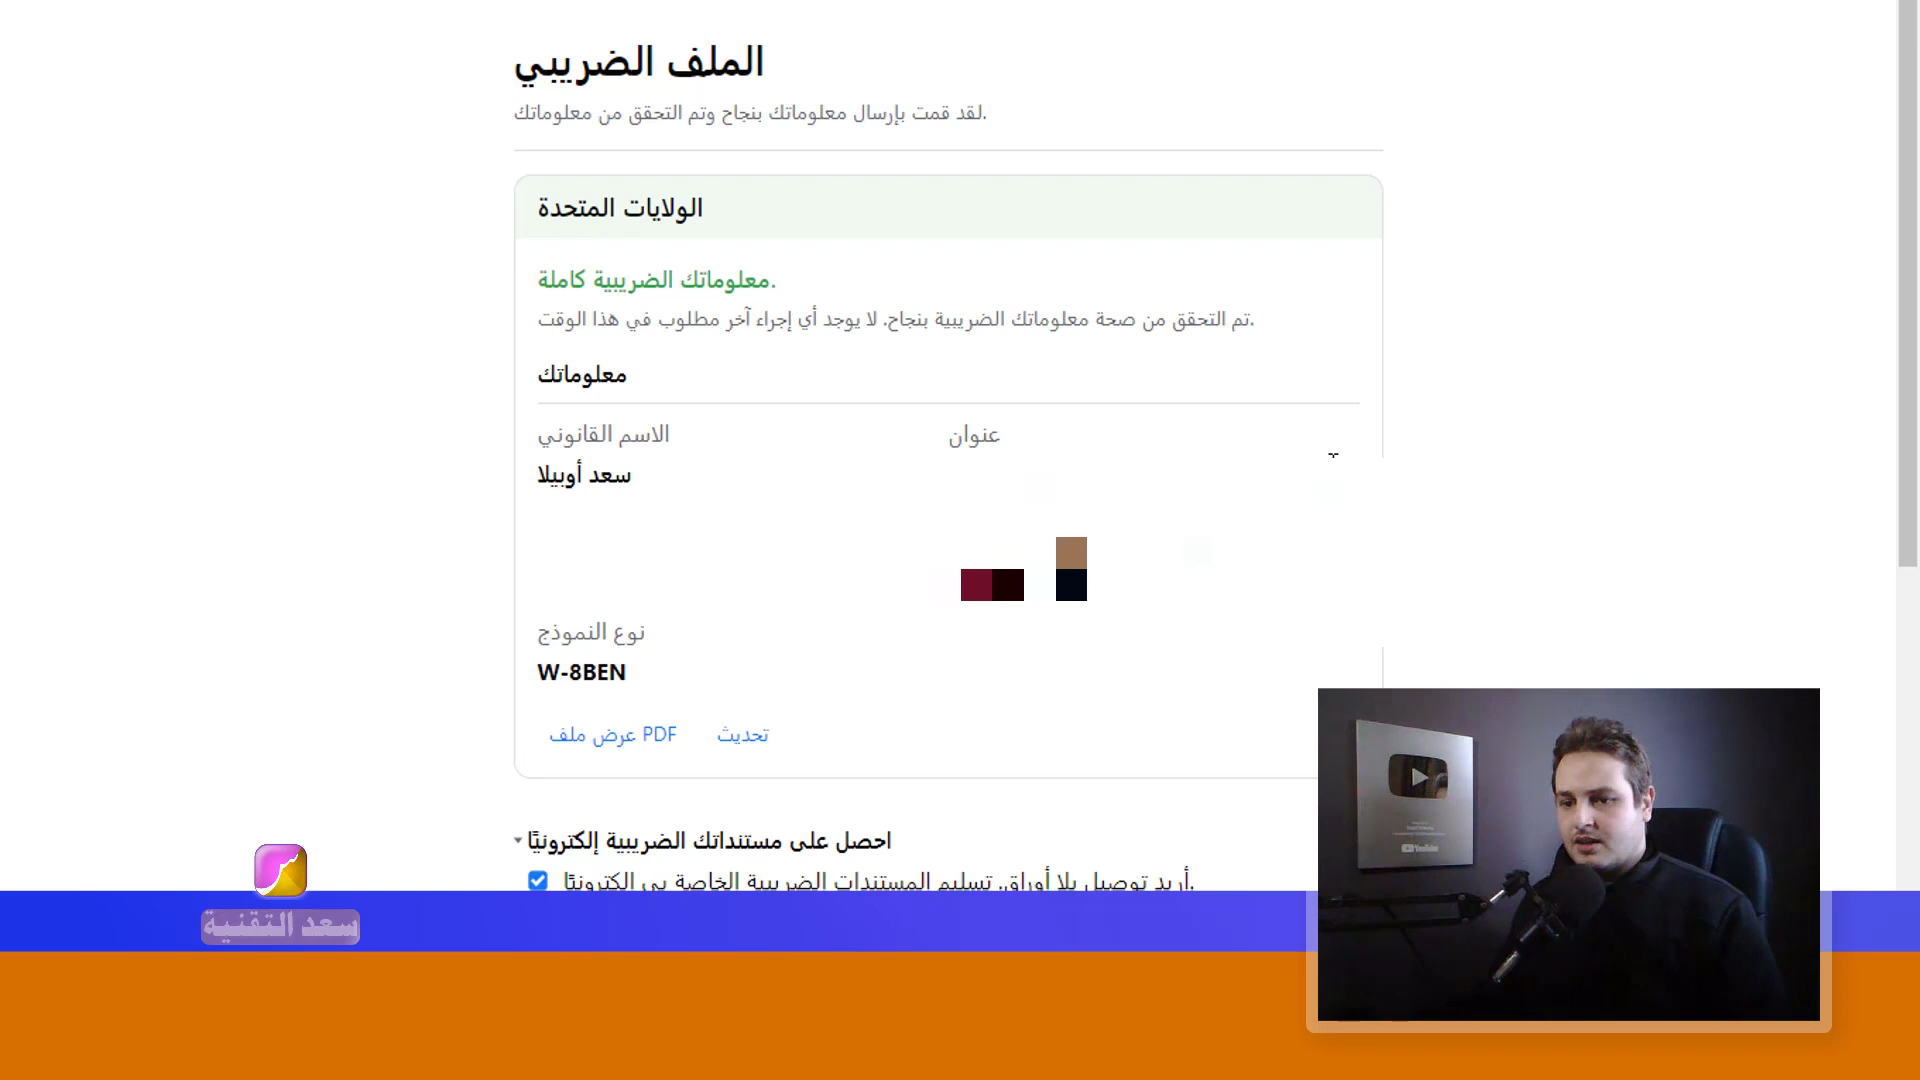 الملف الضريبي
لقد قمت بإرسال معلوماتك بنجاح وتم التحقق من معلوماتك.
الولايات المتحدة
معلوماتك الضريبية كاملة.
تم التحقق من صحة معلوماتك الضريبية بنجاح. لا يوجد أي إجراء آخر مطلوب في هذا الوقت.
معلوماتك
الاسم القانوني
عنوان
سعد أوبيلا
نوع النموذج
W-8BEN
عرض ملف PDF
تحديث
احصل على مستنداتك الضريبية إلكترونيًا
أريد توصيل بلا أوراق. تسليم المستندات الضريبية الخاصة بي إلكترونيًا.
سعد التقنية
YouTube